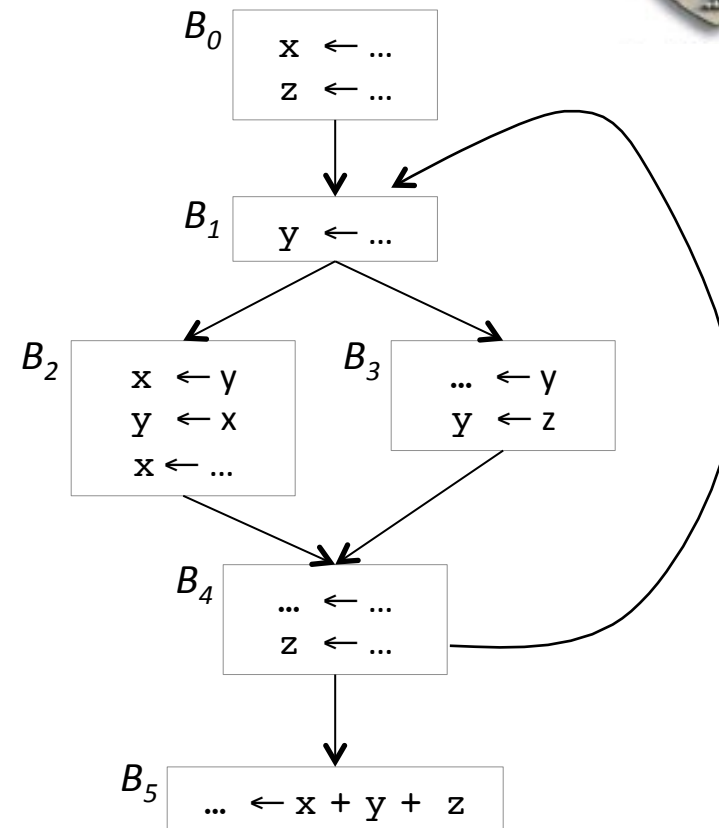 B0
x ← …
z ← …
B1
y ← …
B2
x ← y
y ← x
x ← …
B3
… ← y
y ← z
B4
… ← …
z ← …
B5
… ← x + y + z